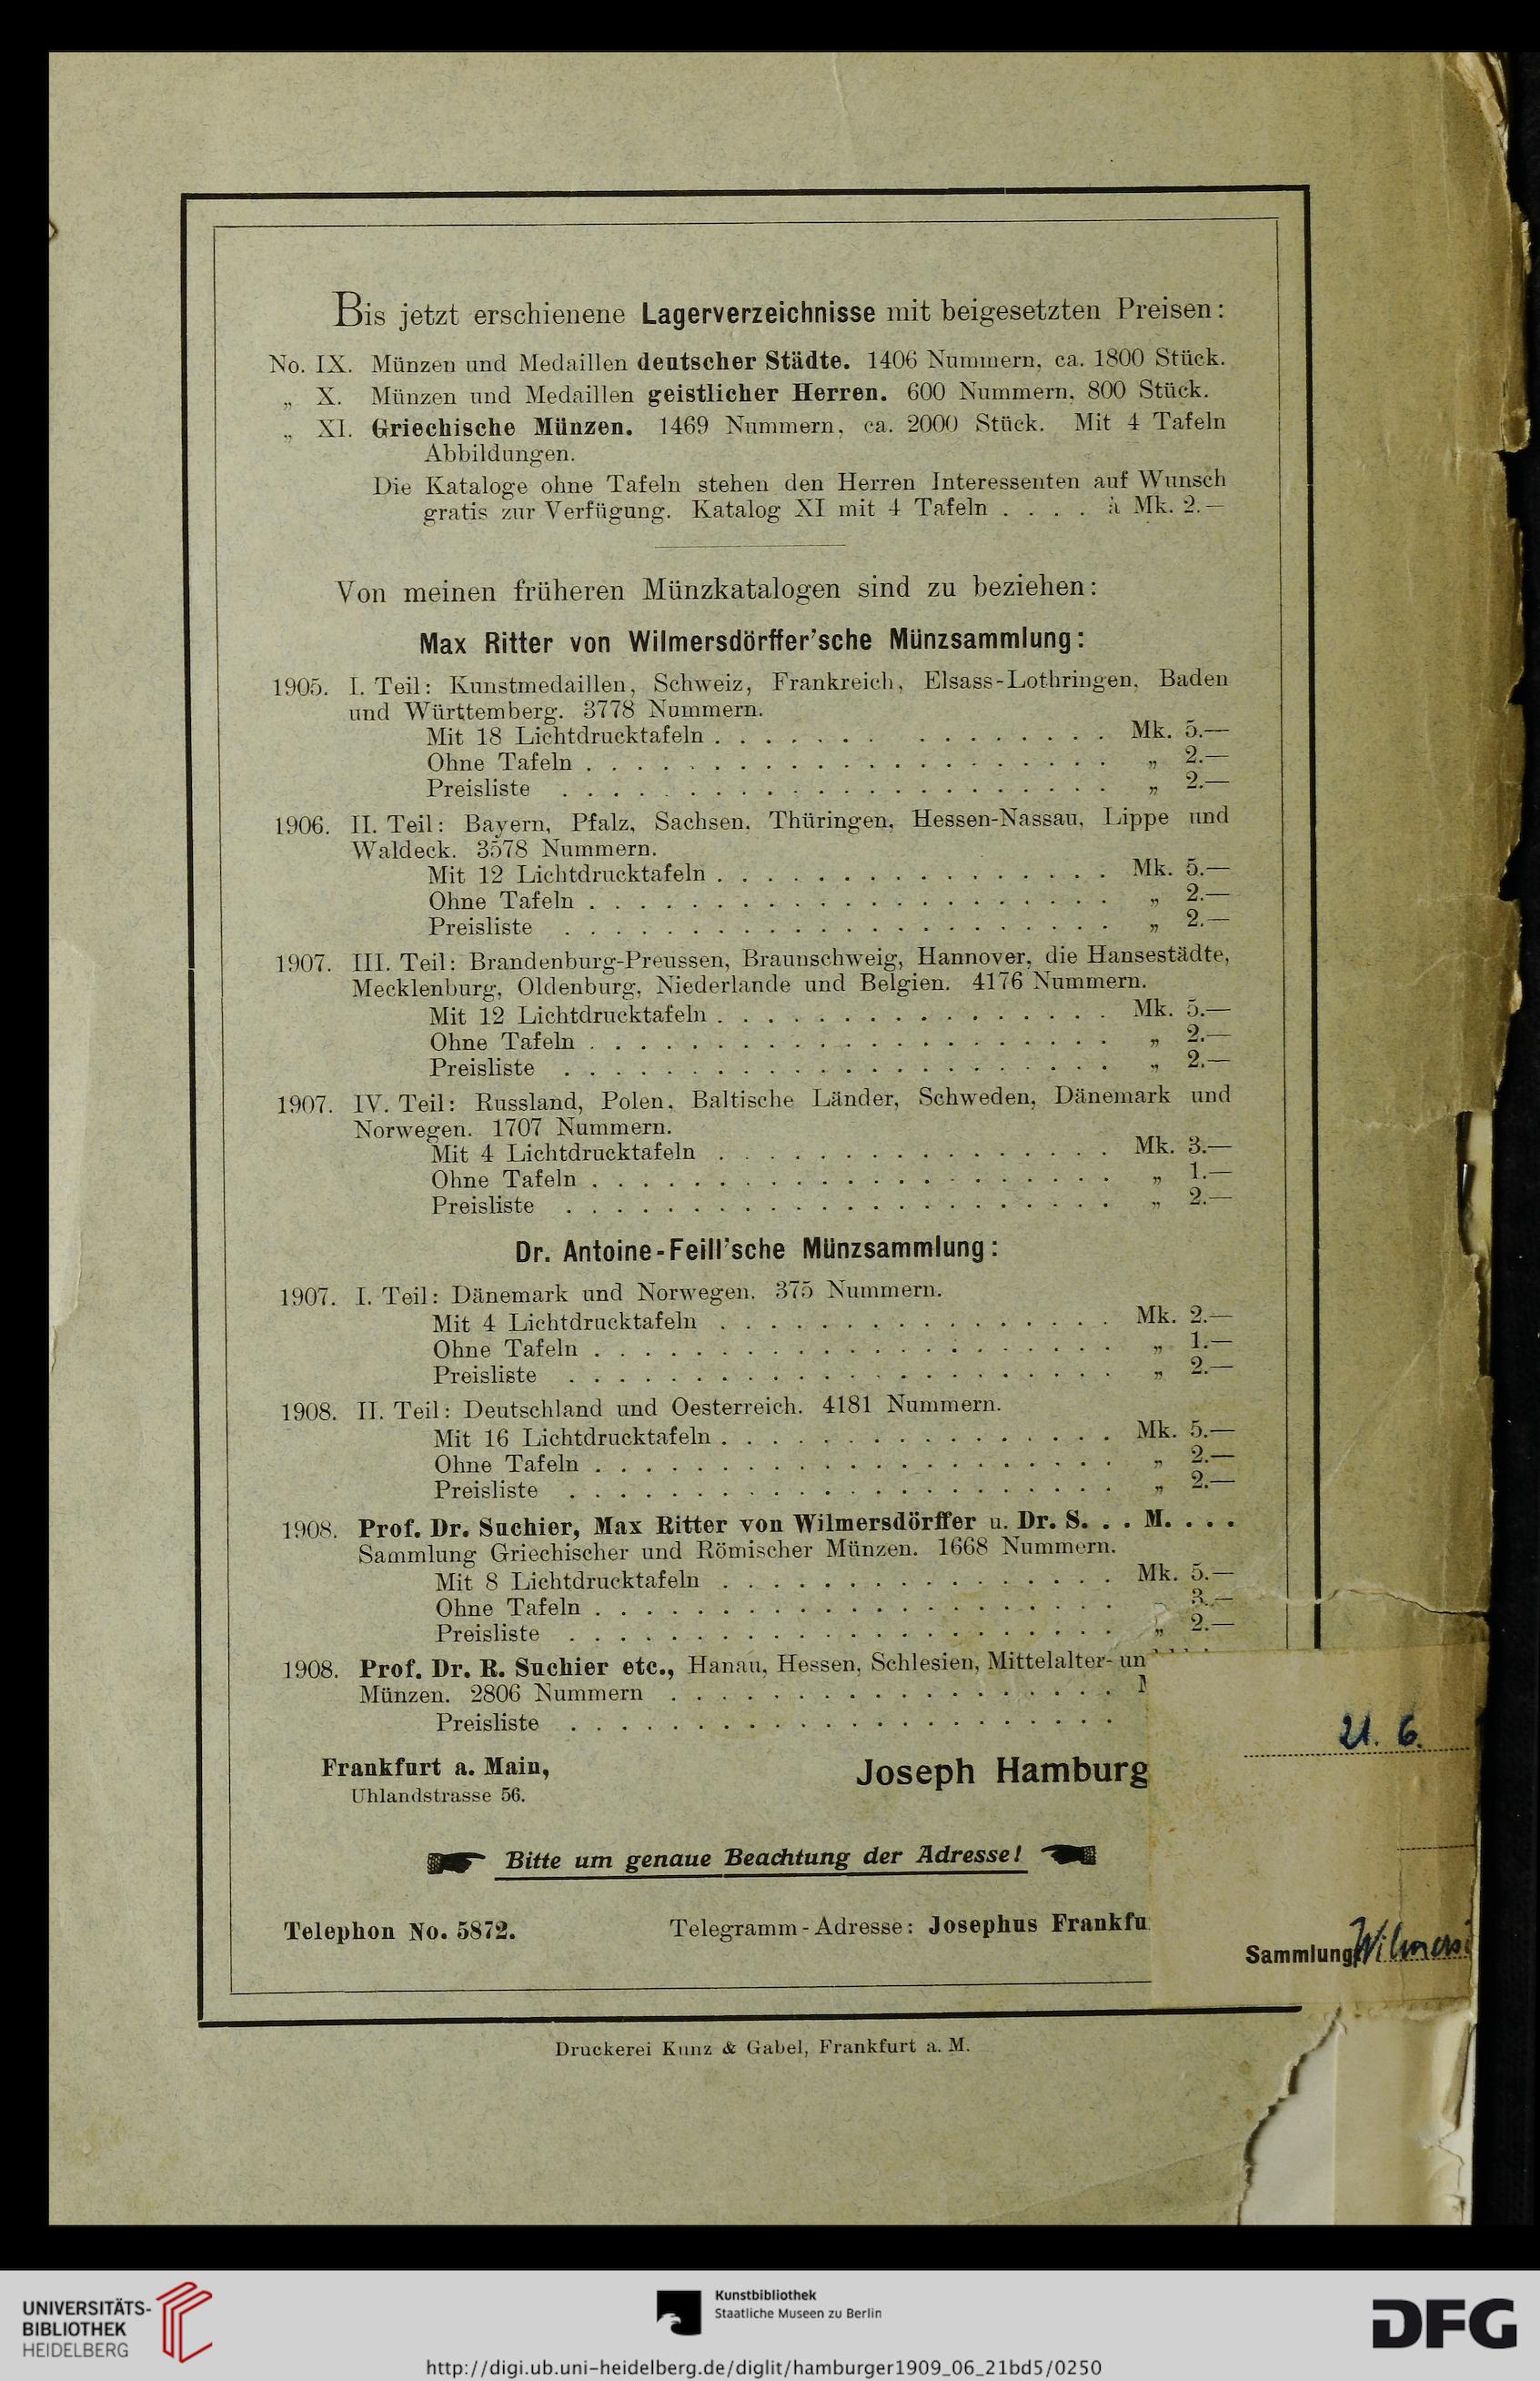 Bis jetzt erschienene Lagerverzeichnisse mit beigesetzten Preisen:
No. IX. Münzen und Medaillen deutscher Städte. 1406 Nummern, ca. 1800 Stück.
„ X. Münzen und Medaillen geistlicher Herren. 600 Nummern, 800 Stück.
„ XI. Griechische Münzen. 1469 Nummern, ca. 2000 Stück. Mit 4 Tafeln
Abbildungen.
Die Kataloge ohne Tafeln stehen den Herren Interessenten auf Wunsch
gratis zur Verfügung. Katalog XI mit 4 Tafeln . . . . à Mk. 2.—
Von meinen früheren Münzkatalogen sind zu beziehen:
Max Ritter von Wilmersdörffer'sche Münzsammlung:
1905. I. Teil: Kunstmedaillen, Schweiz, Frankreich, Elsass-Lothringen, Baden
und Württemberg. 3778 Nummern.
Mit 18 Lichtdrucktafeln . . . . . . . . . . . . . . . Mk. 5.—
Ohne Tafeln . . . . . . . . . . . . . . . . . . . . . „ 2.—
Preisliste . . . . . . . . . . . . . . . . . . . . . . „ 2.—
1906. II. Teil: Bayern, Pfalz, Sachsen, Thüringen, Hessen-Nassau, Lippe und
Waldeck. 3578 Nummern.
Mit 12 Lichtdrucktafeln . . . . . . . . . . . . . . . . Mk. 5.—
Ohne Tafeln . . . . . . . . . . . . . . . . . . . . . „ 2.—
Preisliste . . . . . . . . . . . . . . . . . . . . . . „ 2.—
1907. III. Teil: Brandenburg-Preussen, Braunschweig, Hannover, die Hansestädte,
Mecklenburg, Oldenburg, Niederlande und Belgien. 4176 Nummern.
Mit 12 Lichtdrucktafeln . . . . . . . . . . . . . . . . Mk. 5.—
Ohne Tafeln . . . . . . . . . . . . . . . . . . . . . „ 2.—
Preisliste . . . . . . . . . . . . . . . . . . . . . . „ 2.—
1907. IV. Teil: Russland, Polen, Baltische Länder, Schweden, Dänemark und
Norwegen. 1707 Nummern.
Mit 4 Lichtdrucktafeln . . . . . . . . . . . . . . . . Mk. 3.—
Ohne Tafeln . . . . . . . . . . . . . . . . . . . . . „ 1.—
Preisliste . . . . . . . . . . . . . . . . . . . . . . „ 2.—
Dr. Antoine-Feill'sche Münzsammlung:
1907. I. Teil: Dänemark und Norwegen. 375 Nummern.
Mit 4 Lichtdrucktafeln . . . . . . . . . . . . . . . . Mk. 2.—
Ohne Tafeln . . . . . . . . . . . . . . . . . . . . . „ 1.—
Preisliste . . . . . . . . . . . . . . . . . . . . . . „ 2.—
1908. II. Teil: Deutschland und Oesterreich. 4181 Nummern.
Mit 16 Lichtdrucktafeln . . . . . . . . . . . . . . . . Mk. 5.—
Ohne Tafeln . . . . . . . . . . . . . . . . . . . . . „ 2.—
Preisliste . . . . . . . . . . . . . . . . . . . . . . „ 2.—
1908. Prof. Dr. Suchier, Max Ritter von Wilmersdörffer u. Dr. S. . . M. . . .
Sammlung Griechischer und Römischer Münzen. 1668 Nummern.
Mit 8 Lichtdrucktafeln . . . . . . . . . . . . . . . . Mk. 5.—
Ohne Tafeln . . . . . . . . . . . . . . . . . . . . . „ 3.—
Preisliste . . . . . . . . . . . . . . . . . . . . . . „ 2.—
1908. Prof. Dr. R. Suchier etc., Hanau, Hessen, Schlesien, Mittelalter- un
Münzen. 2806 Nummern . . . . . . . . . . . . . . . . . .
Preisliste . . . . . . . . . . . . . . . . . . . . . .
21. 6.
Frankfurt a. Main, Joseph Hamburg
Uhlandstrasse 56.
Bitte um genaue Beachtung der Adresse!
Telephon No. 5872. Telegramm-Adresse: Josephus Frankfu
Sammlung
Druckerei Kunz & Gabel, Frankfurt a. M.
UNIVERSITÄTS-
BIBLIOTHEK
HEIDELBERG
Kunstbibliothek
Staatliche Museen zu Berlin
DFG
http://digi.ub.uni-heidelberg.de/diglit/hamburger1909_06_21bd5/0250